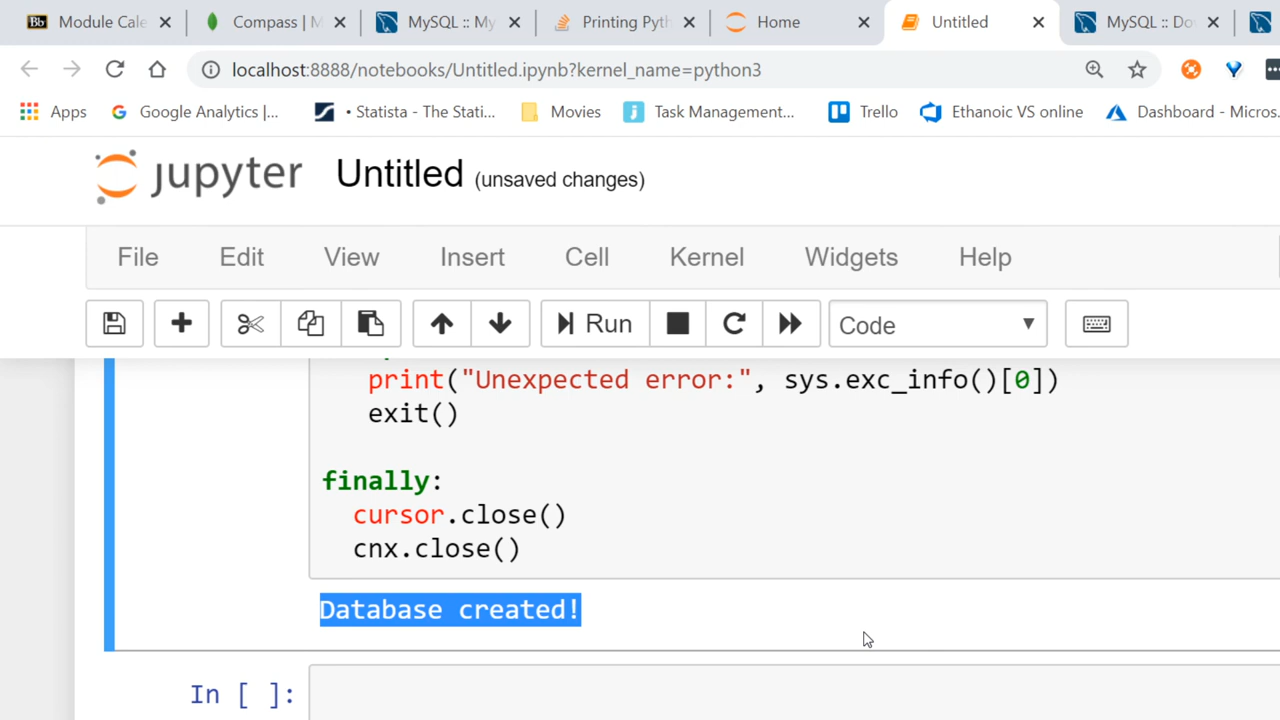 Bb Module Cale Compass | M MySQL :: My Printing Pyth Home Untitled MySQL :: Do
localhost:8888/notebooks/Untitled.ipynb?kernel_name=python3
Apps Google Analytics |... • Statista - The Stati... Movies Task Management... Trello Ethanoic VS online Dashboard - Micros.
jupyter Untitled (unsaved changes)
File Edit View Insert Cell Kernel Widgets Help
Run Code
print("Unexpected error:", sys.exc_info()[0])
exit()
finally:
cursor.close()
cnx.close()
Database created!
In [ ]: